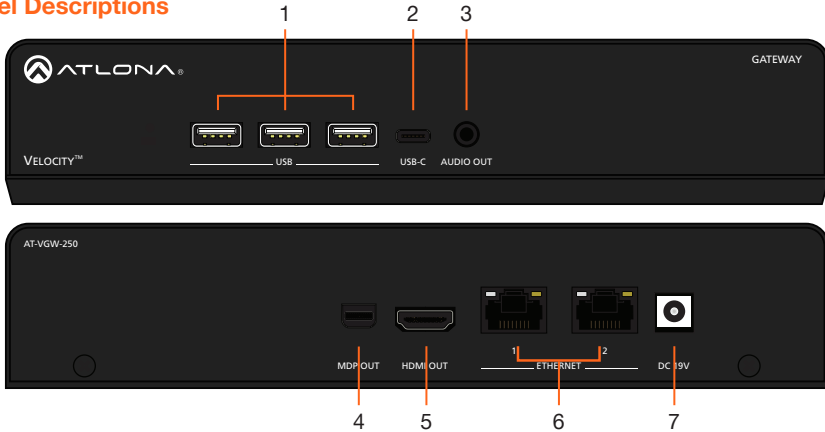 el Descriptions
1 2 3
ATLONA®
GATEWAY
VELOCITY™
USB USB-C AUDIO OUT
AT-VGW-250
1 2
MDP OUT HDMI OUT ETHERNET DC 19V
4 5 6 7